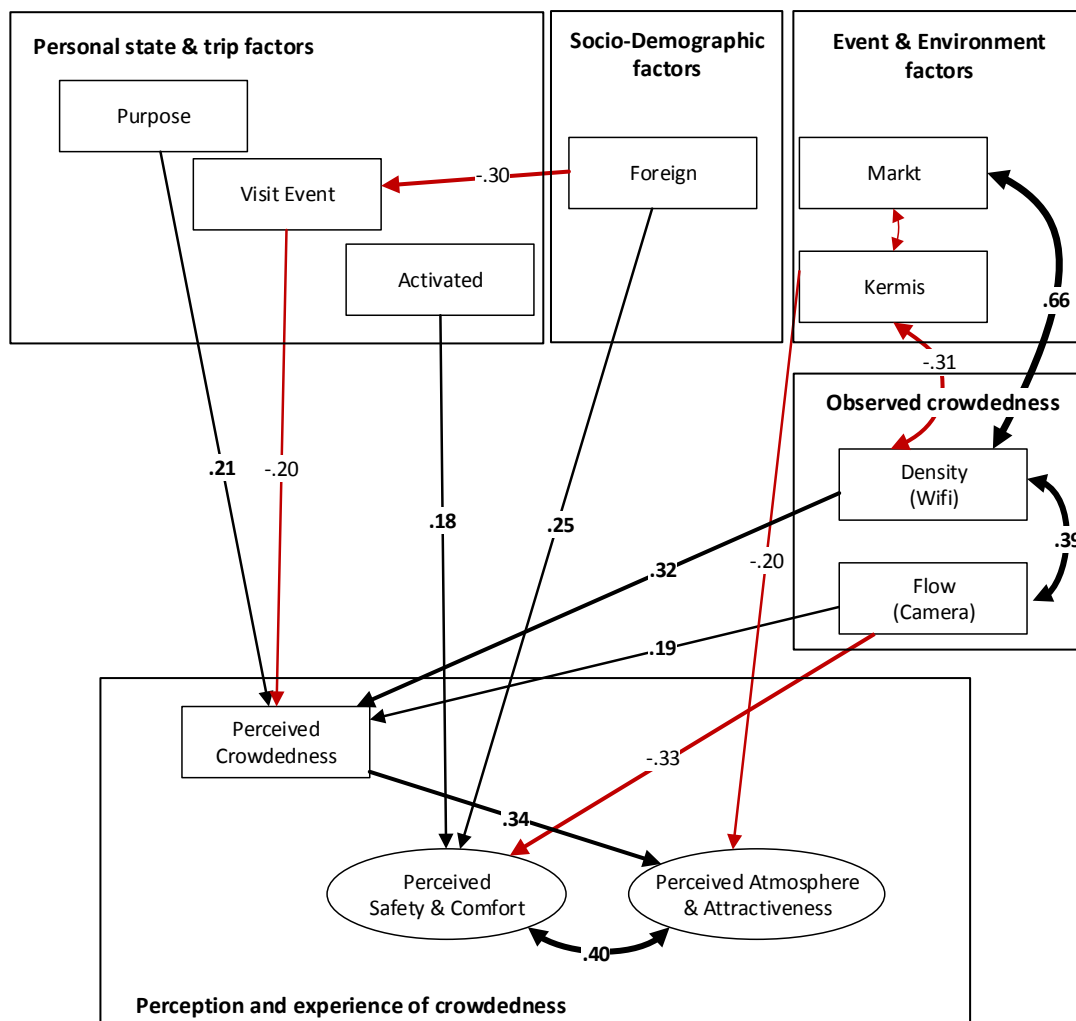 Personal state & trip factors
Socio-Demographic
factors
Event & Environment
factors
Purpose
Visit Event
Activated
-.30
Foreign
Markt
Kermis
.66
-.31
Observed crowdedness
Density
(Wifi)
.39
Flow
(Camera)
.21
-.20
.18
.25
.32
-.20
.19
-.33
Perceived
Crowdedness
.34
Perceived
Safety & Comfort
Perceived Atmosphere
& Attractiveness
.40
Perception and experience of crowdedness